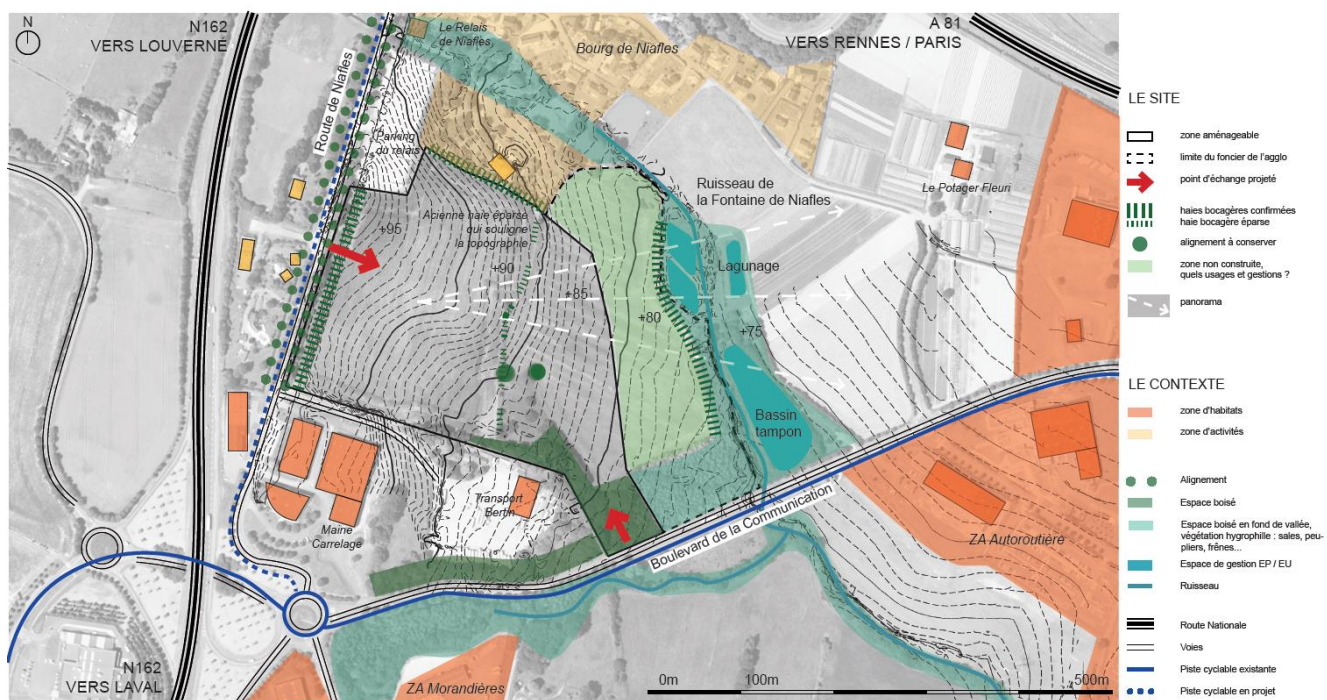 N
N162
VERS LOUVERNÉ
A 81
VERS RENNES / PARIS
Le Relais
de Niafles
Bourg de Niafles
Route de Niafles
Parking
du relais
Acienne haie éparse
qui souligne
la topographie
+95
+90
+85
+80
+75
Ruisseau de
la Fontaine de Niafles
Le Potager Fleuri
Lagunage
Bassin
tampon
Transport
Bertin
Maine
Carrelage
Boulevard de la Communication
ZA Autoroutière
ZA Morandières
N162
VERS LAVAL
0m
100m
500m
LE SITE
zone aménageable
limite du foncier de l'agglo
point d'échange projeté
haies bocagères confirmées
haie bocagère éparse
alignement à conserver
zone non construite,
quels usages et gestions ?
panorama
LE CONTEXTE
zone d'habitats
zone d'activités
Alignement
Espace boisé
Espace boisé en fond de vallée,
végétation hygrophille : sales, peu-
pliers, frênes...
Espace de gestion EP / EU
Ruisseau
Route Nationale
Voies
Piste cyclable existante
Piste cyclable en projet